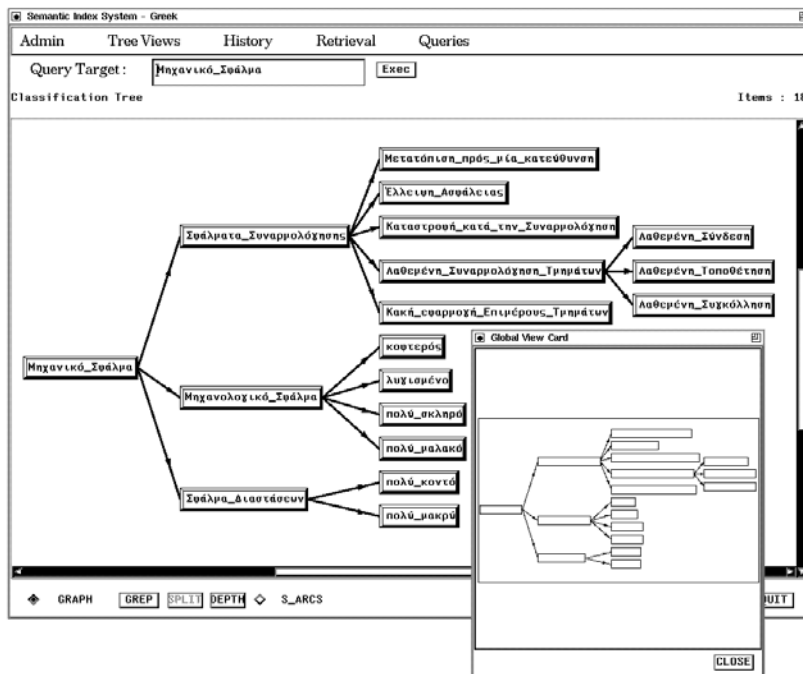 Semantic Index System - Greek
Admin Tree Views History Retrieval Queries
Query Target : Μηχανικό_Σφάλμα Exec
Classification Tree Items : 18
Μετατόπιση_πρός_μία_κατεύθυνση
Έλλειψη_Ασφάλειας
Σφάλματα_Συναρμολόγησης
Καταστροφή_κατά_την_Συναρμολόγηση
Λαθεμένη_Σύνδεση
Λαθεμένη_Συναρμολόγηση_Τμημάτων
Λαθεμένη_Τοποθέτηση
Κακή_εφαρμογή_Επιμέρους_Τμημάτων
Λαθεμένη_Συγκόλληση
Global View Card
κοφτερός
Μηχανικό_Σφάλμα
λυγισμένο
Μηχανολογικό_Σφάλμα
πολύ_σκληρό
πολύ_μαλακό
πολύ_κοντό
Σφάλμα_Διαστάσεων
πολύ_μακρύ
GRAPH GREP SPLIT DEPTH S_ARCS
CLOSE